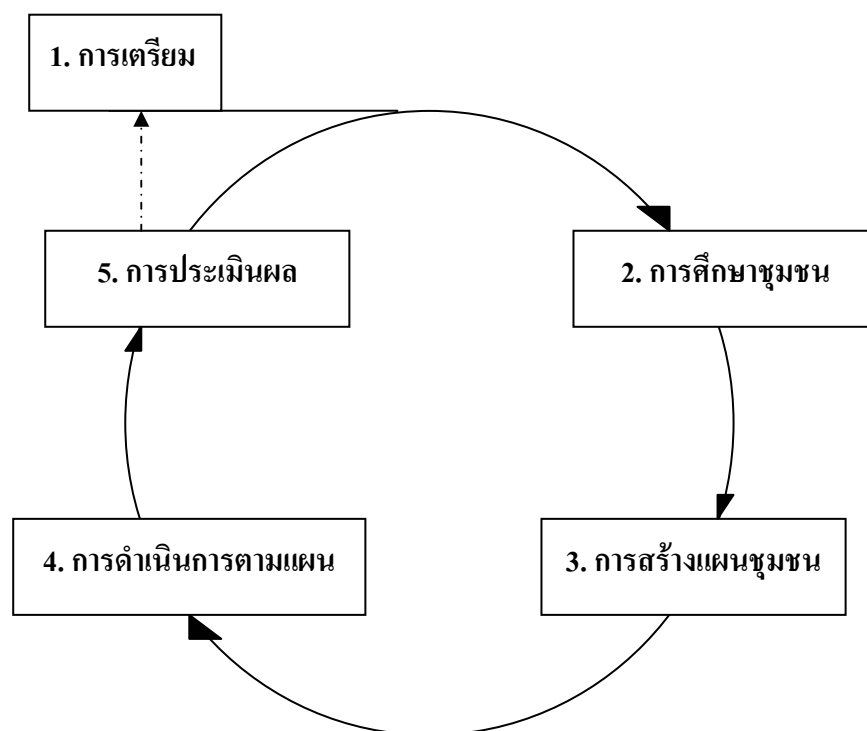 1. การเตรียม
2. การศึกษาชุมชน
3. การสร้างแผนชุมชน
4. การดำเนินการตามแผน
5. การประเมินผล